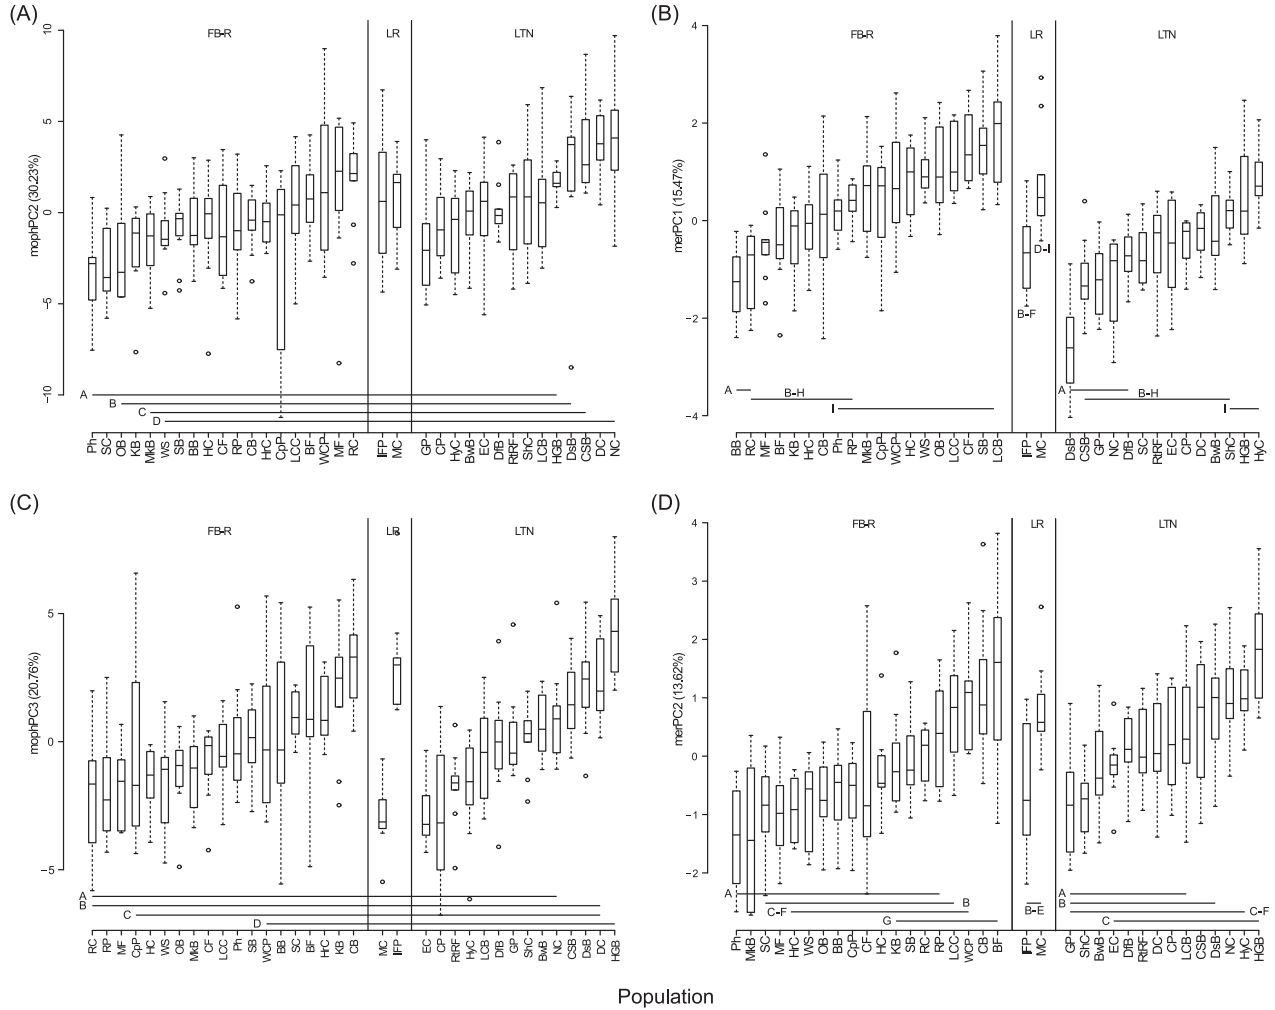 (A)
FB-R LR LTN
mophPC2 (30.23%)
10
5
0
−5
−10
A
B
C
D
Ph SC OB KB MkB WS SB BB HC CF RP CB HrC CpP LCC BF WCP MF RC IFP MC GP CP HyC BwB EC DfB RtRF ShC LCB HGB DsB CSB DC NC
(B)
FB-R LR LTN
merPC1 (15.47%)
4
2
0
−2
−4
D-I
B-F
A
B-H
I
A
B-H
I
BB RC MF BF KB HrC CB Ph RP MkB CpP WCP HC WS OB LCC CF SB LCB IFP MC DsB CSB GP NC DfB SC RtRF EC CP DC BwB ShC HGB HyC
(C)
FB-R LR LTN
mophPC3 (20.76%)
5
0
−5
A
B
C
D
RC RP MF CpP HC WS OB MkB CF LCC Ph SB WCP BB SC BF HrC KB CB MC IFP EC CP RtRF HyC LCB DfB GP ShC BwB NC CSB DsB DC HGB
(D)
FB-R LR LTN
merPC2 (13.62%)
4
3
2
1
0
−1
−2
A
B
C-F
G
B-E
A
B
C-F
C
Ph MkB SC MF HrC WS OB BB CpP CF HC KB SB RC RP LCC WCP CB BF IFP MC GP ShC BwB EC DfB RtRF DC CP LCB CSB DsB NC HyC HGB
Population